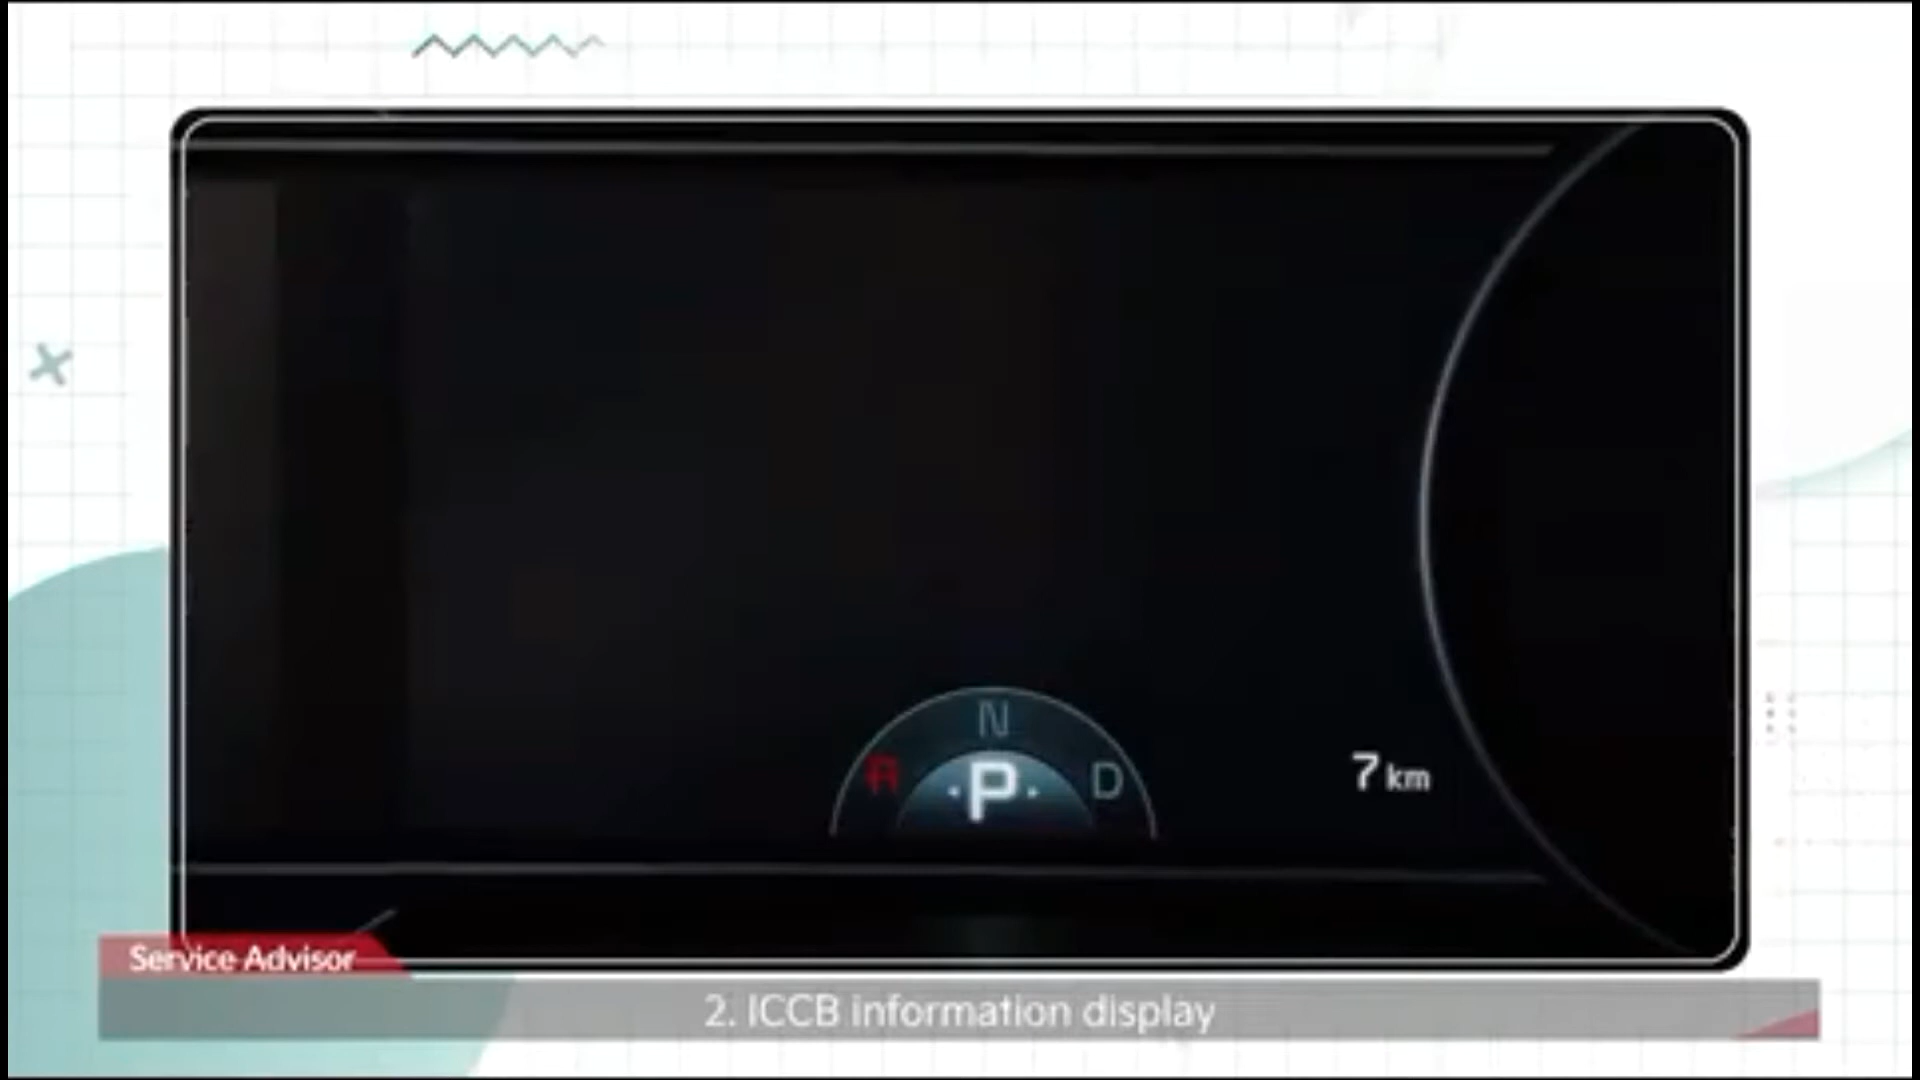 N
R
·P·
D
7 km
Service Advisor
2. ICCB information display